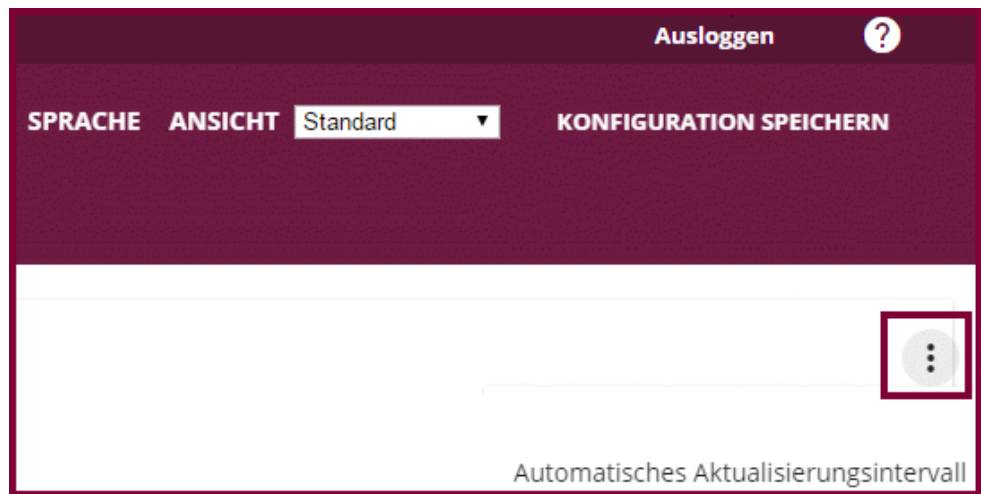 Ausloggen ?
SPRACHE ANSICHT Standard KONFIGURATION SPEICHERN
Automatisches Aktualisierungsintervall